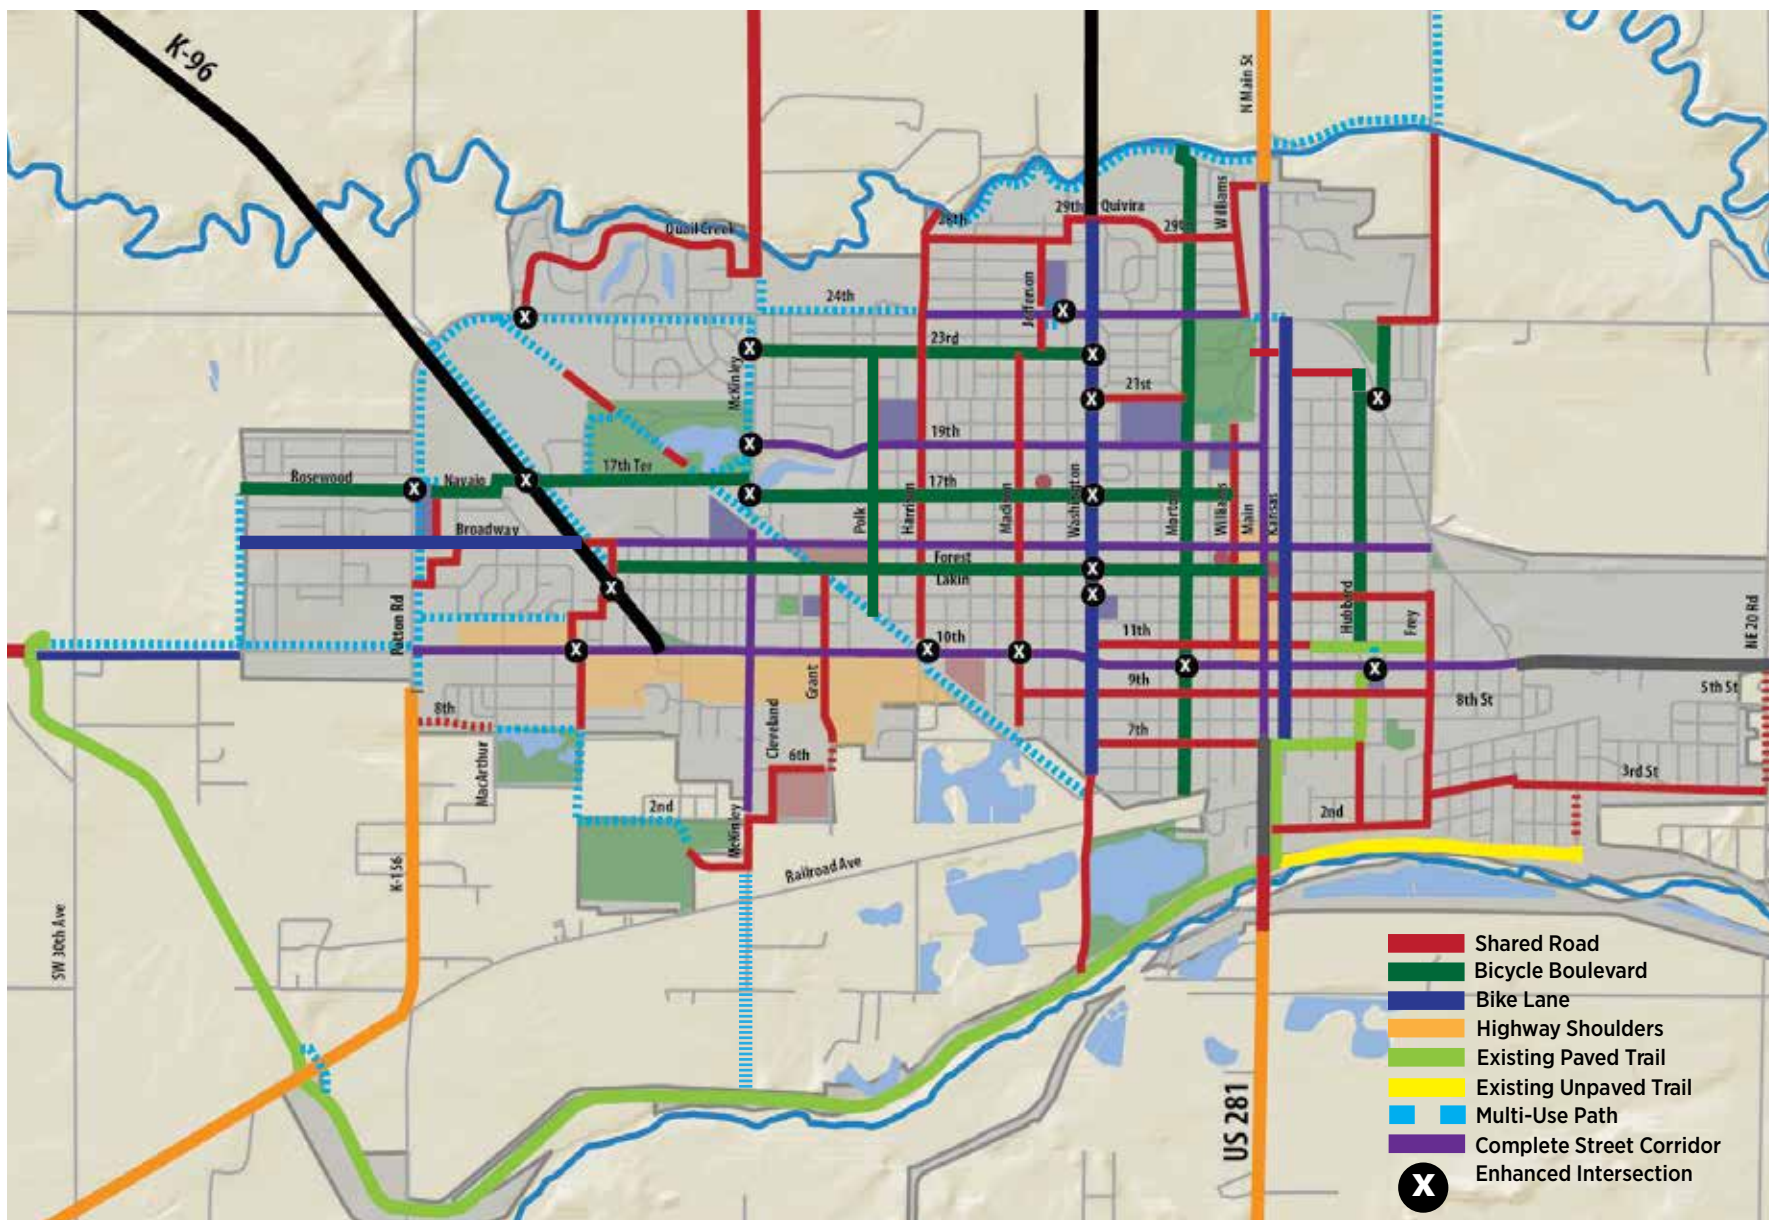 K-96
N Main St
Williams
29th
Quivira
28th
29th
Quail Creek
Jefferson
24th
23rd
McKinley
21st
19th
17th Ter
Rosewood
Navajo
17th
Washington
Broadway
Polk
Harrison
Madison
Morton
Williams
Main
Kansas
Forest
Lakin
Hubbard
Frey
NE 20 Rd
Patton Rd
11th
10th
9th
Grant
5th St
8th St
8th
7th
Cleveland
6th
MacArthur
3rd St
2nd
2nd
McKinley
Railroad Ave
K-156
SW 30th Ave
US 281
Shared Road
Bicycle Boulevard
Bike Lane
Highway Shoulders
Existing Paved Trail
Existing Unpaved Trail
Multi-Use Path
Complete Street Corridor
Enhanced Intersection
X